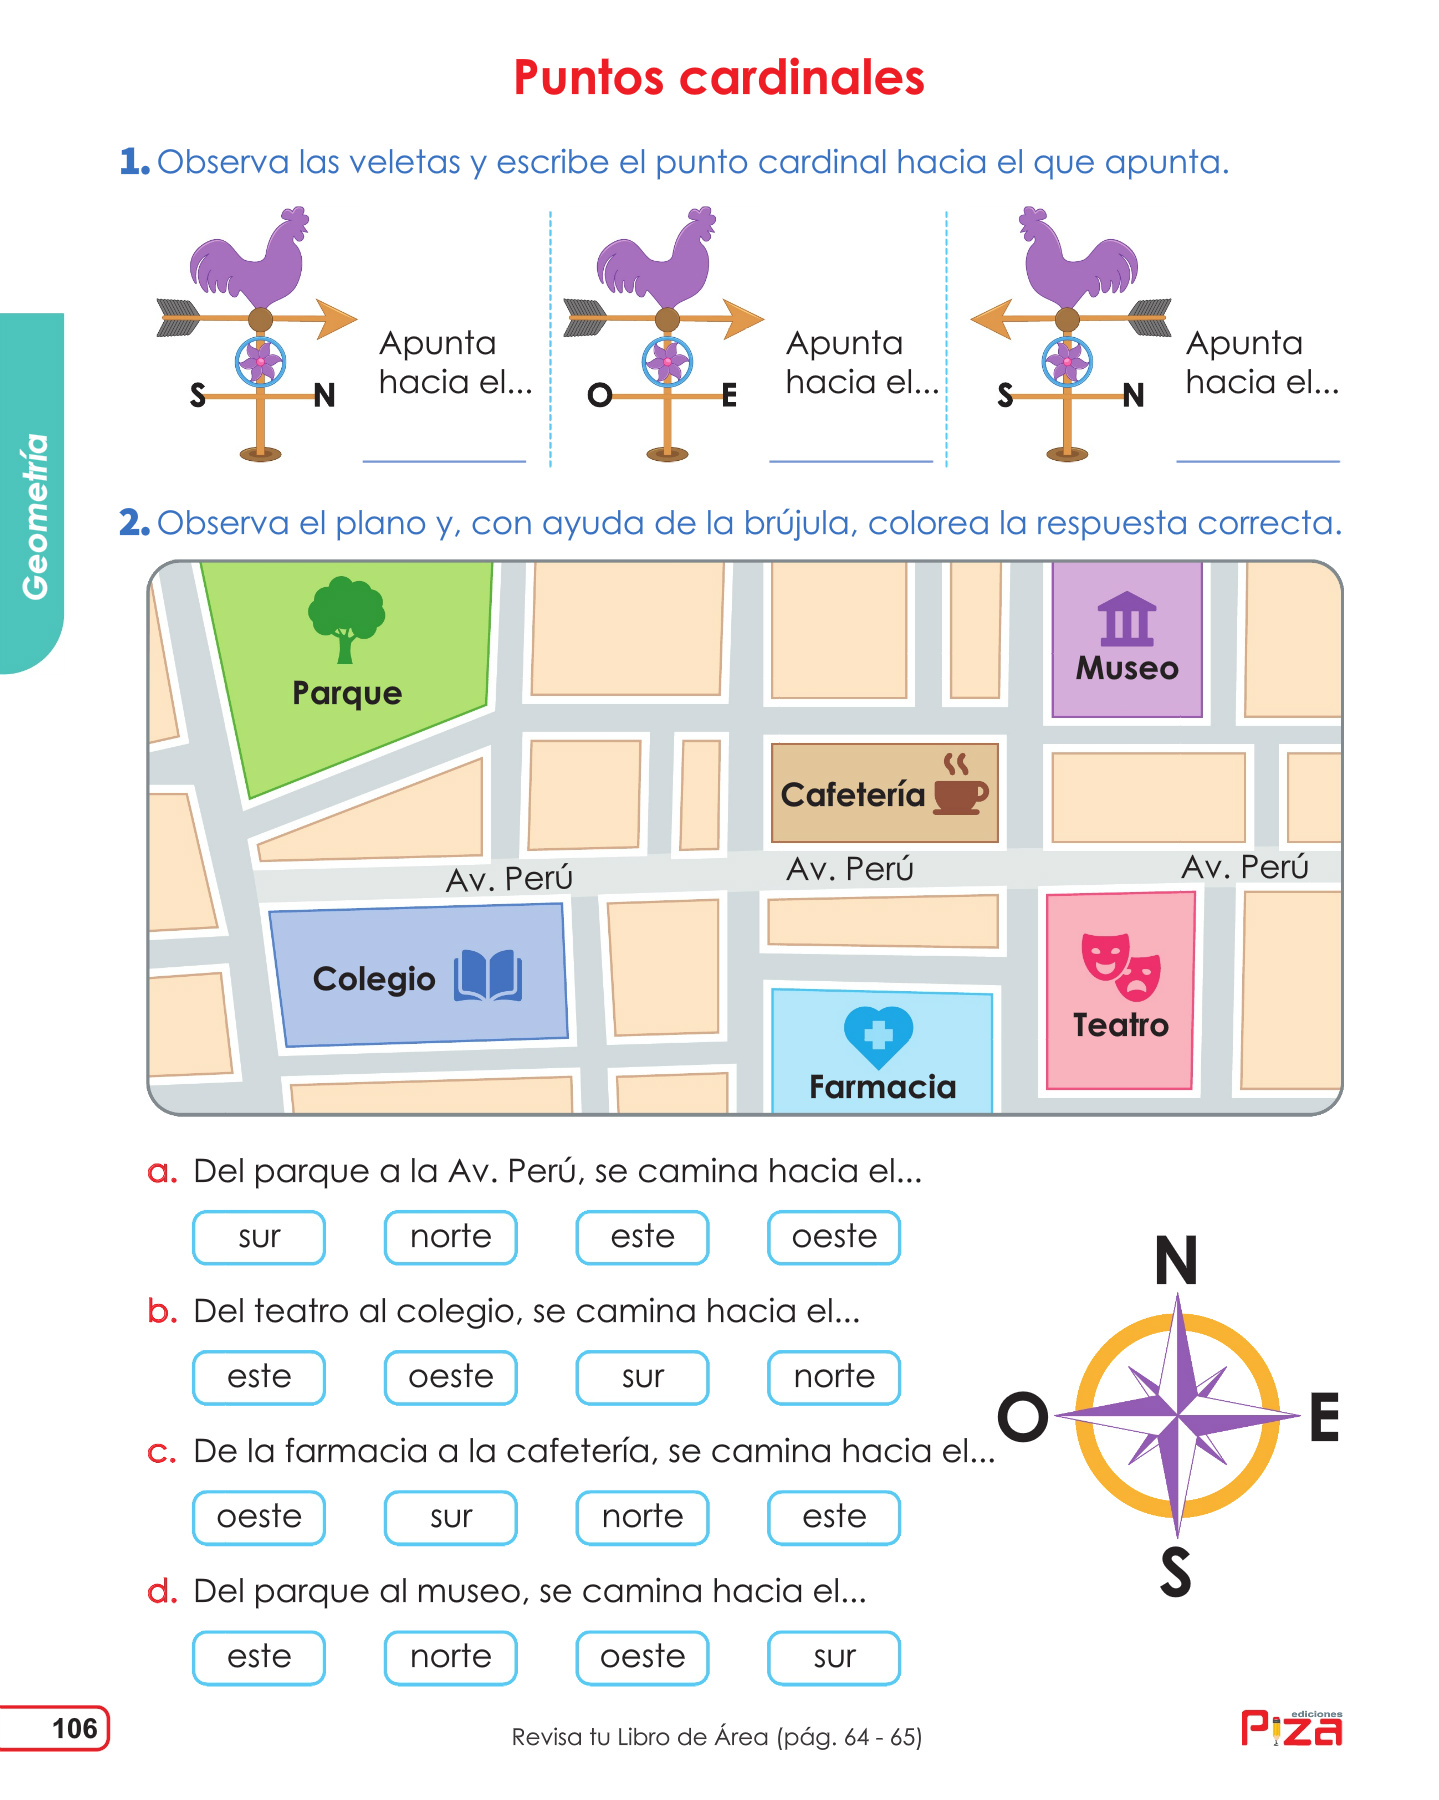 Puntos cardinales
1. Observa las veletas y escribe el punto cardinal hacia el que apunta.
S N
Apunta
hacia el...
O E
Apunta
hacia el...
S N
Apunta
hacia el...
Geometría
2. Observa el plano y, con ayuda de la brújula, colorea la respuesta correcta.
Parque
Museo
Cafetería
Av. Perú
Av. Perú
Av. Perú
Colegio
Teatro
Farmacia
a. Del parque a la Av. Perú, se camina hacia el...
sur norte este oeste
b. Del teatro al colegio, se camina hacia el...
este oeste sur norte
c. De la farmacia a la cafetería, se camina hacia el...
oeste sur norte este
d. Del parque al museo, se camina hacia el...
este norte oeste sur
N
O E
S
106
Revisa tu Libro de Área (pág. 64 - 65)
ediciones
Piza